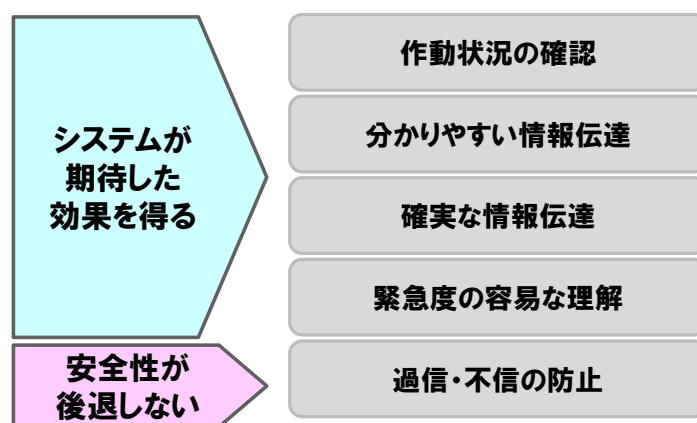 システムが
期待した
効果を得る
作動状況の確認
分かりやすい情報伝達
確実な情報伝達
緊急度の容易な理解
安全性が
後退しない
過信・不信の防止